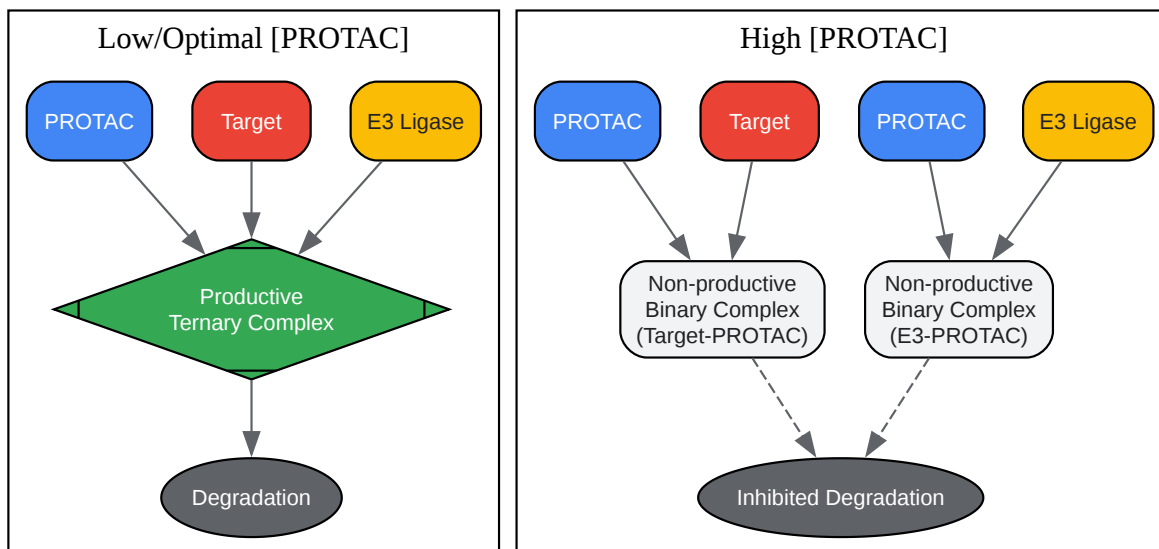 Low/Optimal [PROTAC]
PROTAC
Target
E3 Ligase
Productive
Ternary Complex
Degradation
High [PROTAC]
PROTAC
Target
PROTAC
E3 Ligase
Non-productive
Binary Complex
(Target-PROTAC)
Non-productive
Binary Complex
(E3-PROTAC)
Inhibited Degradation